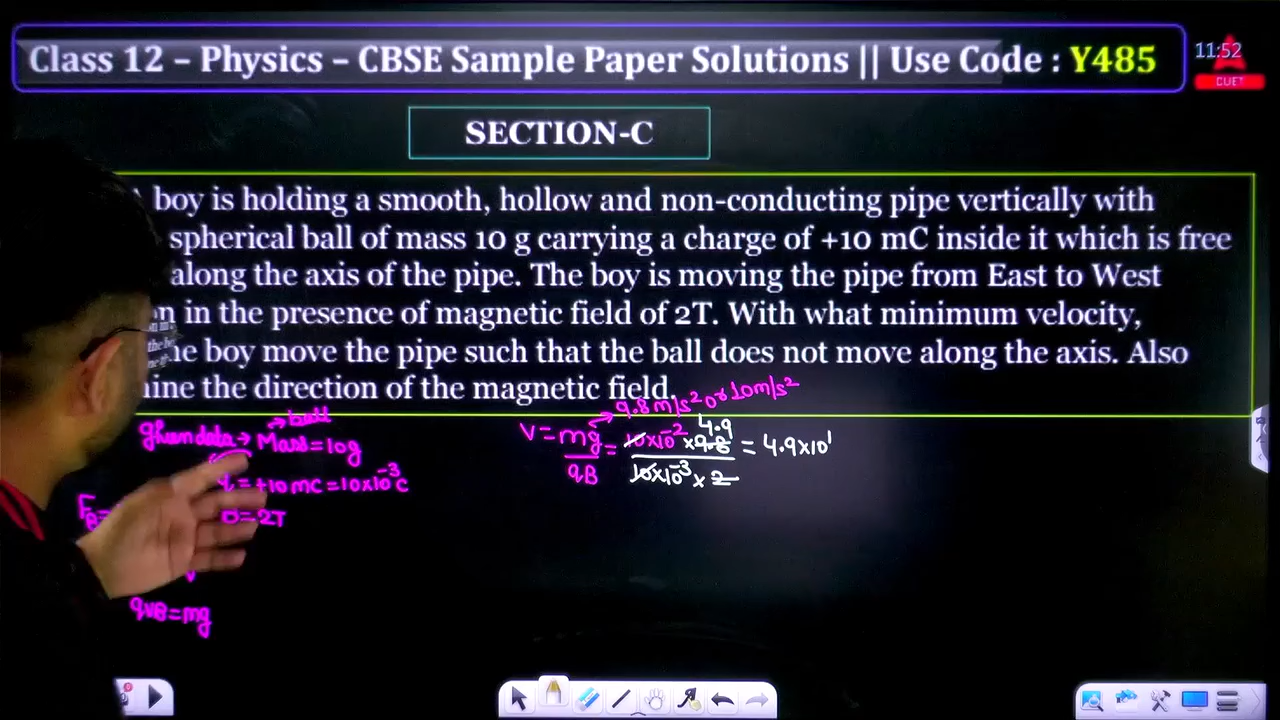 Class 12 – Physics – CBSE Sample Paper Solutions || Use Code : Y485
11:52
CUET
SECTION-C
boy is holding a smooth, hollow and non-conducting pipe vertically with
spherical ball of mass 10 g carrying a charge of +10 mC inside it which is free
along the axis of the pipe. The boy is moving the pipe from East to West
in the presence of magnetic field of 2T. With what minimum velocity,
boy move the pipe such that the ball does not move along the axis. Also
the direction of the magnetic field.
→ ball
given data → Mass = 10g
= +10 mC = 10×10⁻³C
= 2T
qvB = mg
→ 9.8 m/s² or 10m/s²
V = mg/qB = 10×10⁻² × 9.8 4.9 / 10×10⁻³ × 2 = 4.9×10¹